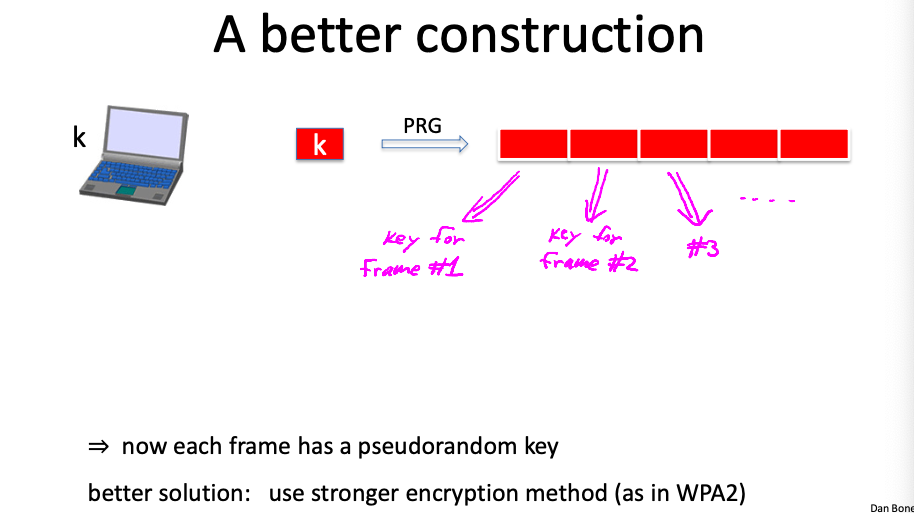 A better construction
k
k
PRG
key for
frame #1
key for
frame #2
#3
....
⇒ now each frame has a pseudorandom key
better solution: use stronger encryption method (as in WPA2)
Dan Bone